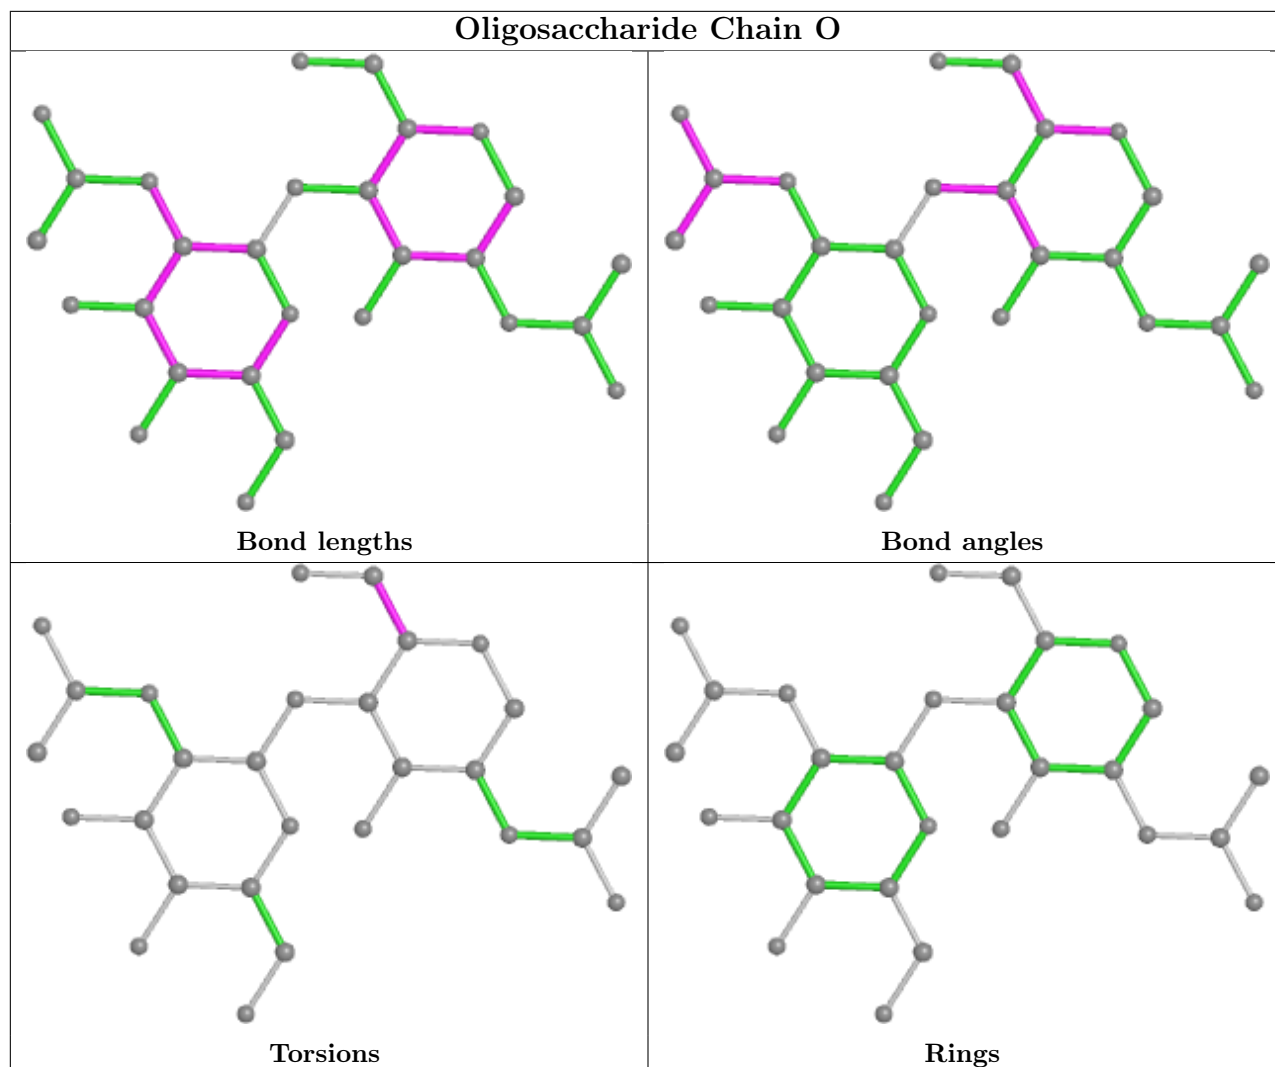 Oligosaccharide Chain O
Bond lengths
Bond angles
Torsions
Rings